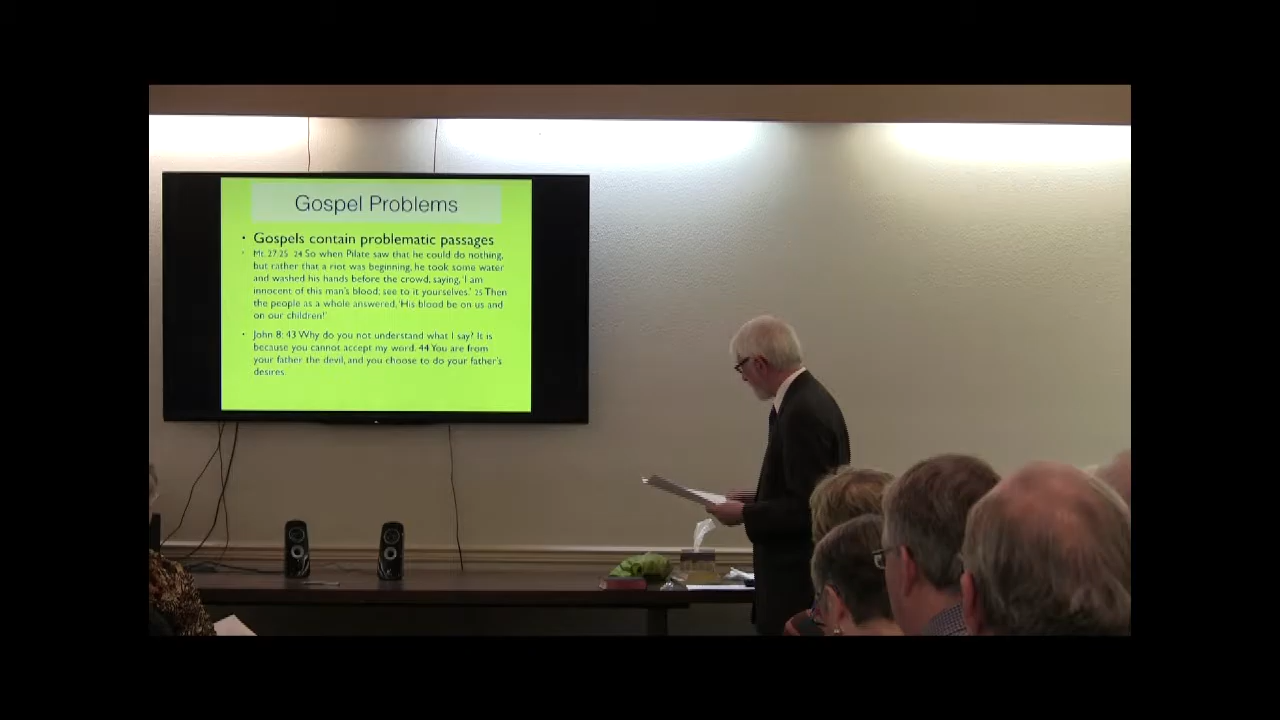 Gospel Problems
• Gospels contain problematic passages
• Mt. 27:25 24 So when Pilate saw that he could do nothing,
but rather that a riot was beginning, he took some water
and washed his hands before the crowd, saying, 'I am
innocent of this man's blood; see to it yourselves.' 25 Then
the people as a whole answered, 'His blood be on us and
on our children!'
• John 8: 43 Why do you not understand what I say? It is
because you cannot accept my word. 44 You are from
your father the devil, and you choose to do your father's
desires.